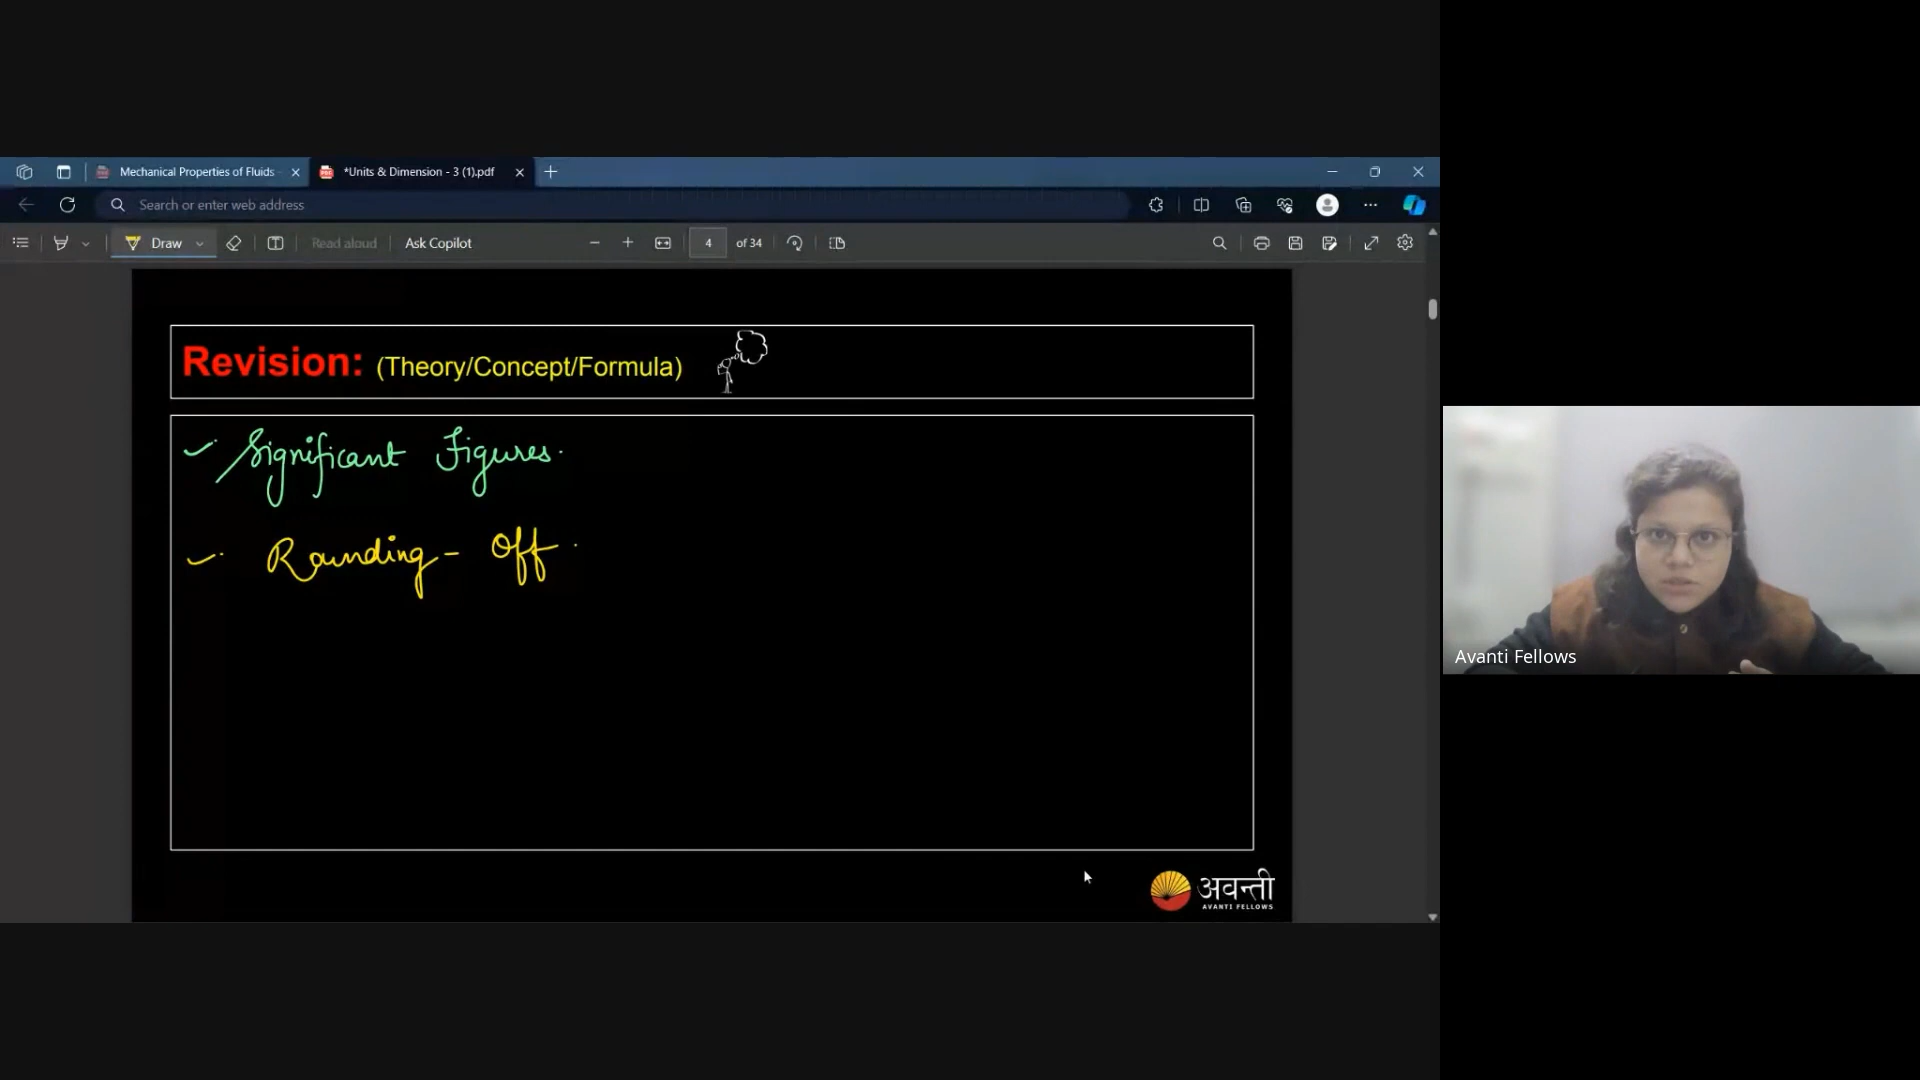 Mechanical Properties of Fluids -
*Units & Dimension - 3 (1).pdf
Search or enter web address
Draw
Read aloud
Ask Copilot
4 of 34
Revision: (Theory/Concept/Formula)
Significant Figures.
Rounding - Off.
अवन्ती
AVANTI FELLOWS
Avanti Fellows